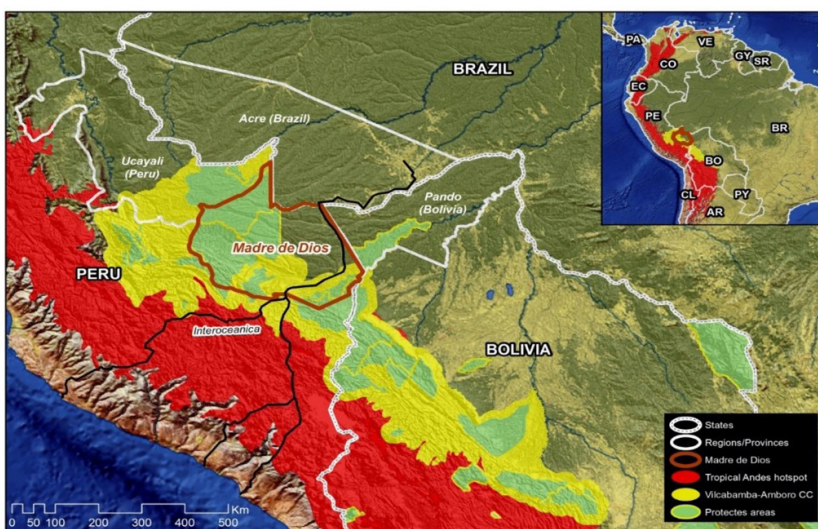 BRAZIL
Acre (Brazil)
Ucayali
(Peru)
Pando
(Bolivia)
Madre de Dios
PERU
Interoceanica
BOLIVIA
PA
VE
GY
SR
CO
EC
PE
BR
BO
CL
PY
AR
States
Regions/Provinces
Madre de Dios
Tropical Andes hotspot
Vilcabamba-Amboro CC
Protectes areas
Km
0 50 100 200 300 400 500